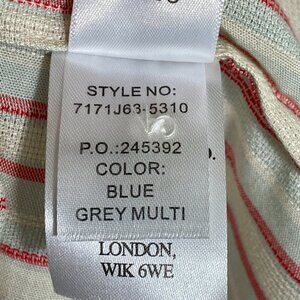 STYLE NO:
7171J63-5310
P.O.:245392
COLOR:
BLUE
GREY MULTI
LONDON,
WIK 6WE